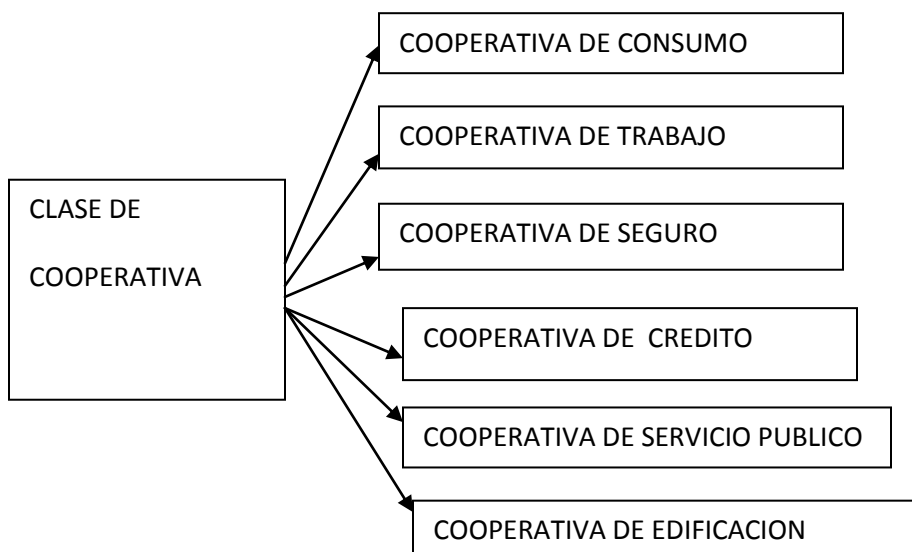 COOPERATIVA DE CONSUMO
COOPERATIVA DE TRABAJO
CLASE DE
COOPERATIVA
COOPERATIVA DE SEGURO
COOPERATIVA DE  CREDITO
COOPERATIVA DE SERVICIO PUBLICO
COOPERATIVA DE EDIFICACION